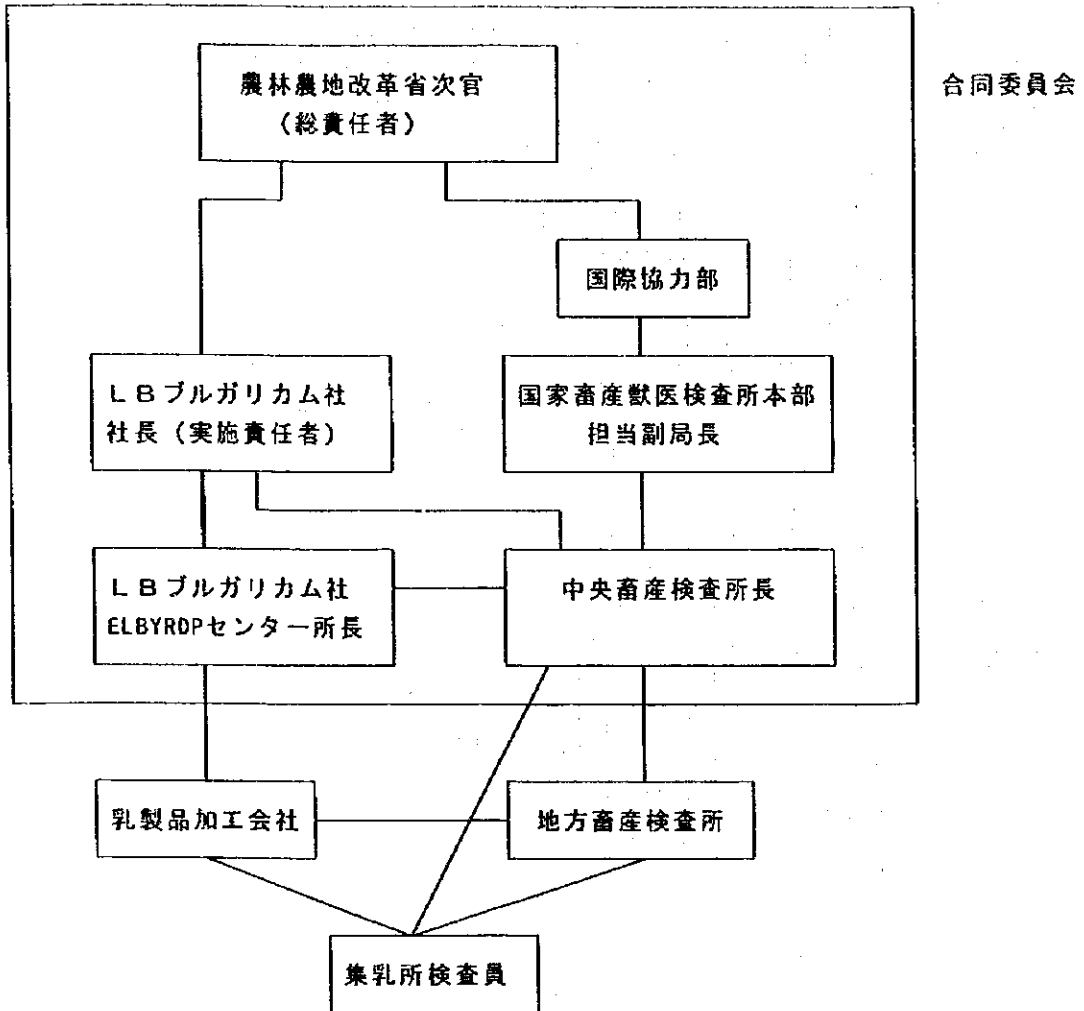 農林農地改革省次官
（総責任者）
合同委員会
国際協力部
ＬＢブルガリカム社
社長（実施責任者）
国家畜産獣医検査所本部
担当副局長
ＬＢブルガリカム社
ELBYRDPセンター所長
中央畜産検査所長
乳製品加工会社
地方畜産検査所
集乳所検査員